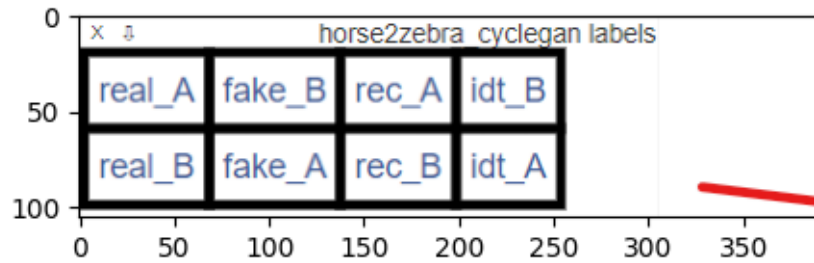 0
X ⇩ horse2zebra_cyclegan labels
real_A fake_B rec_A idt_B
50
real_B fake_A rec_B idt_A
100
0 50 100 150 200 250 300 350